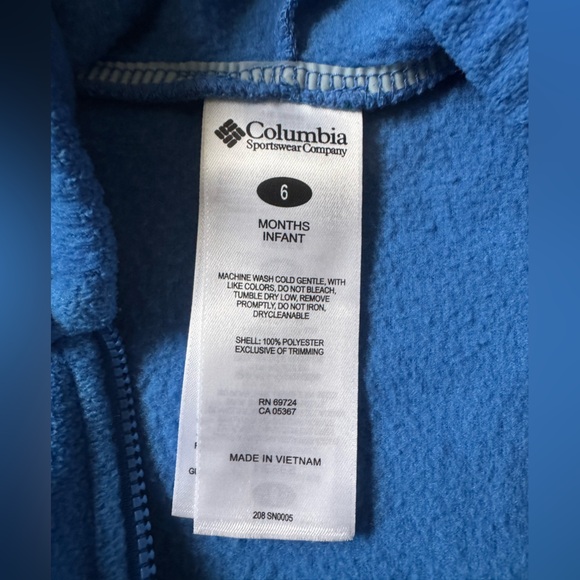 Columbia
Sportswear Company
6
MONTHS
INFANT
MACHINE WASH COLD GENTLE, WITH
LIKE COLORS, DO NOT BLEACH,
TUMBLE DRY LOW, REMOVE
PROMPTLY, DO NOT IRON,
DRYCLEANABLE
SHELL: 100% POLYESTER
EXCLUSIVE OF TRIMMING
RN 69724
CA 05367
MADE IN VIETNAM
208 SN0005